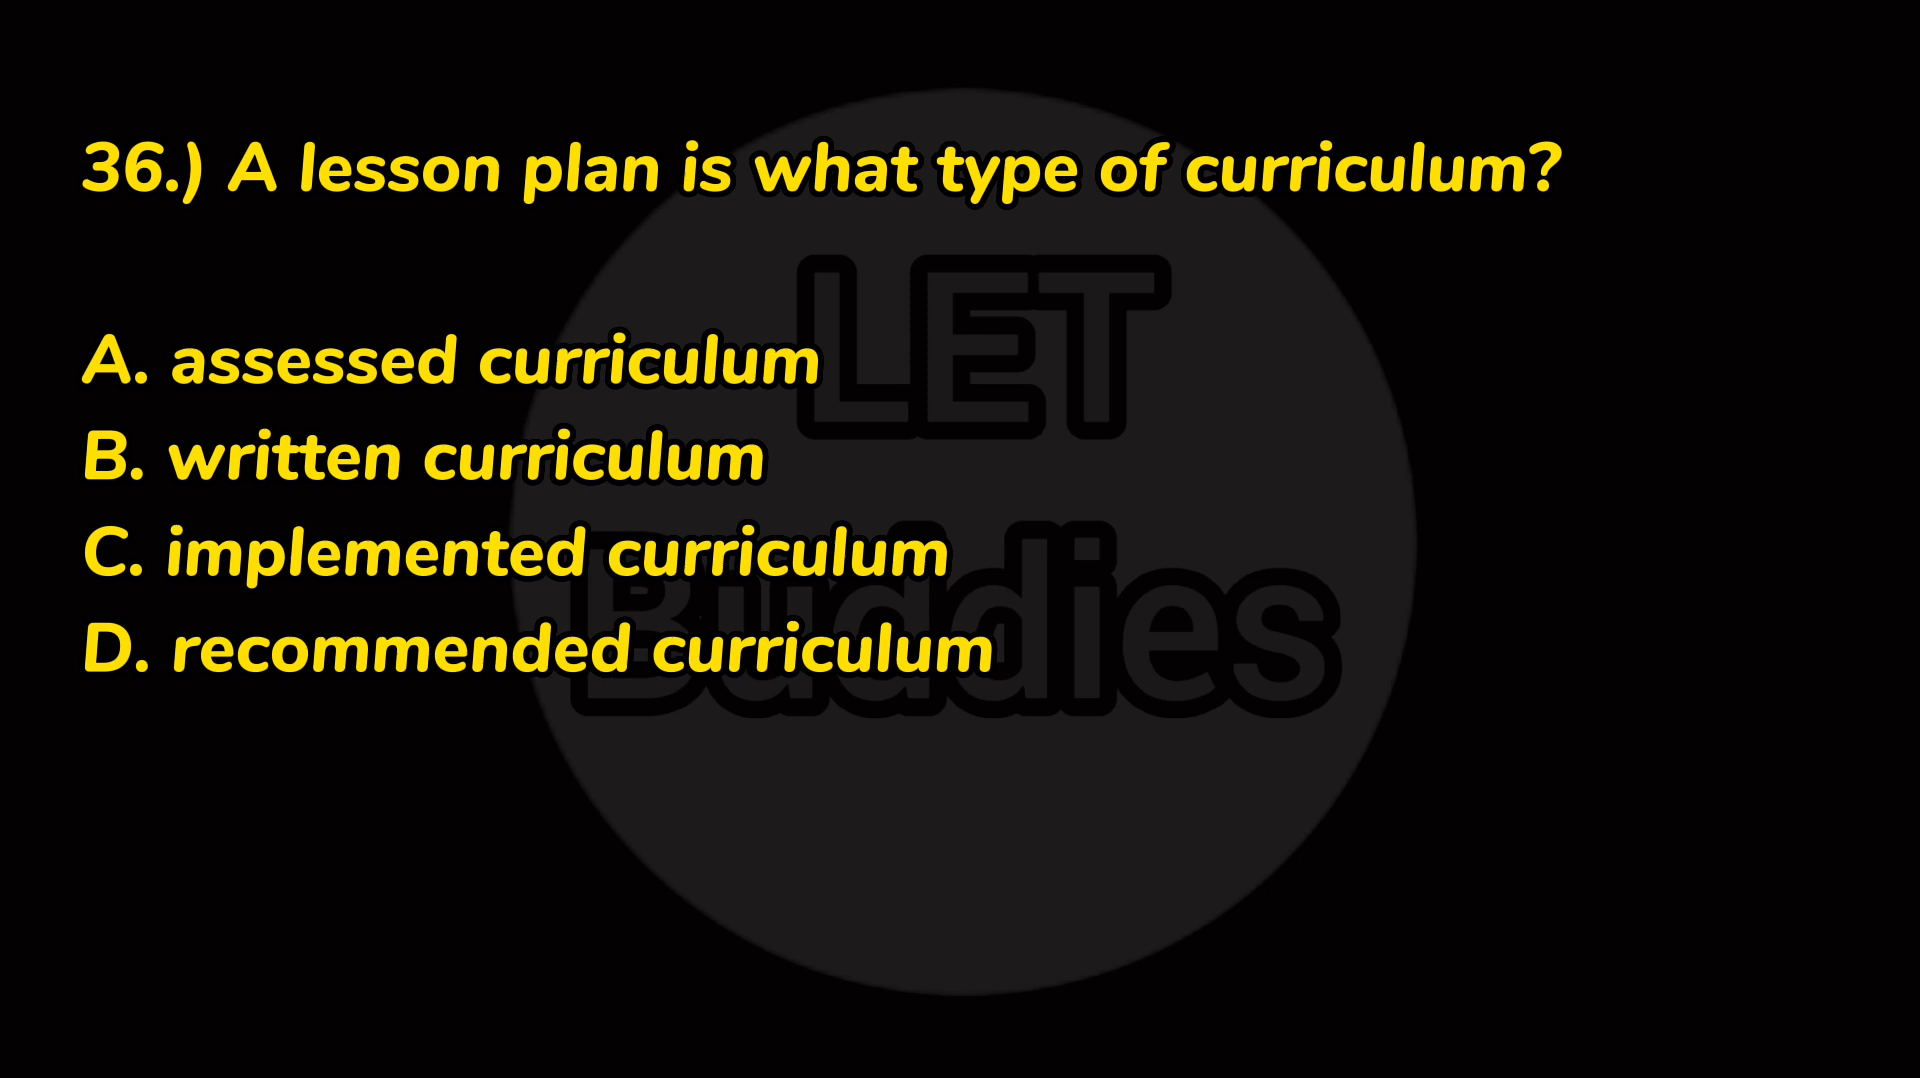 36.) A lesson plan is what type of curriculum?
LET
A. assessed curriculum
B. written curriculum
C. implemented curriculum
Buddies
D. recommended curriculum